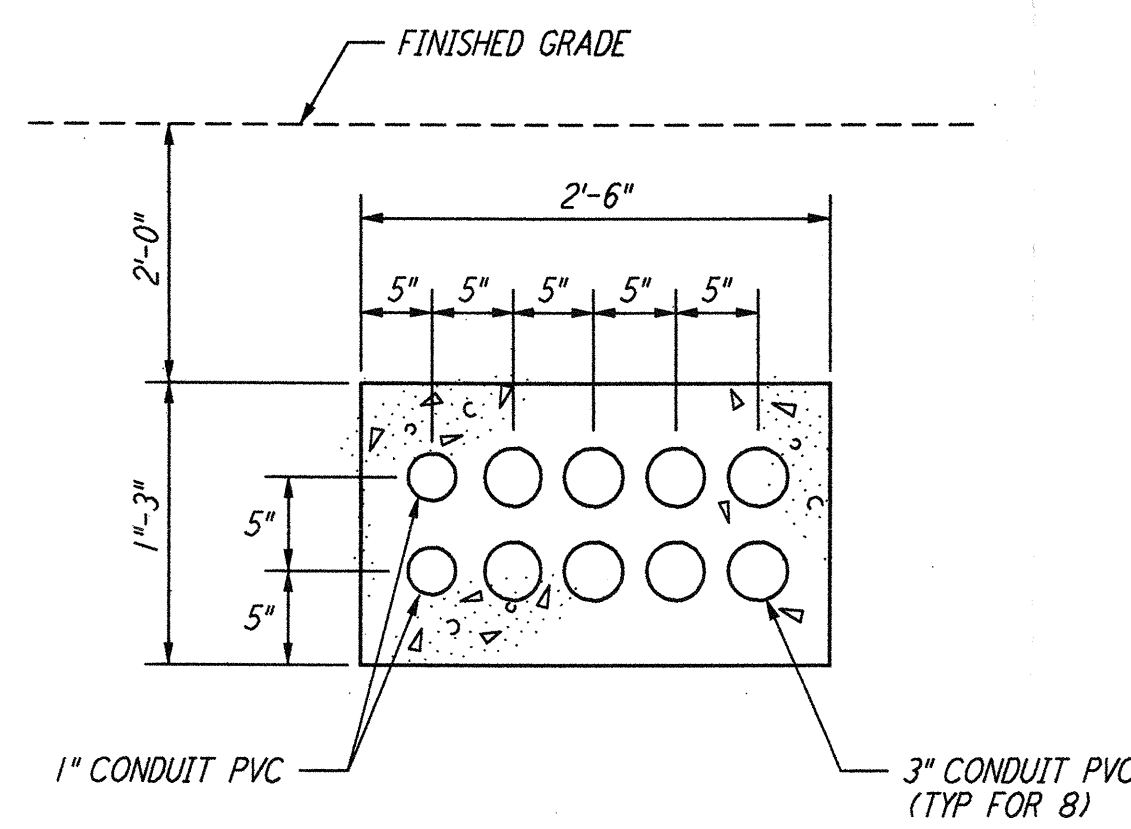 FINISHED GRADE
2'-0"
2'-6"
5" 5" 5" 5" 5"
1"-3"
5"
5"
1" CONDUIT PVC
3" CONDUIT PVC
(TYP FOR 8)